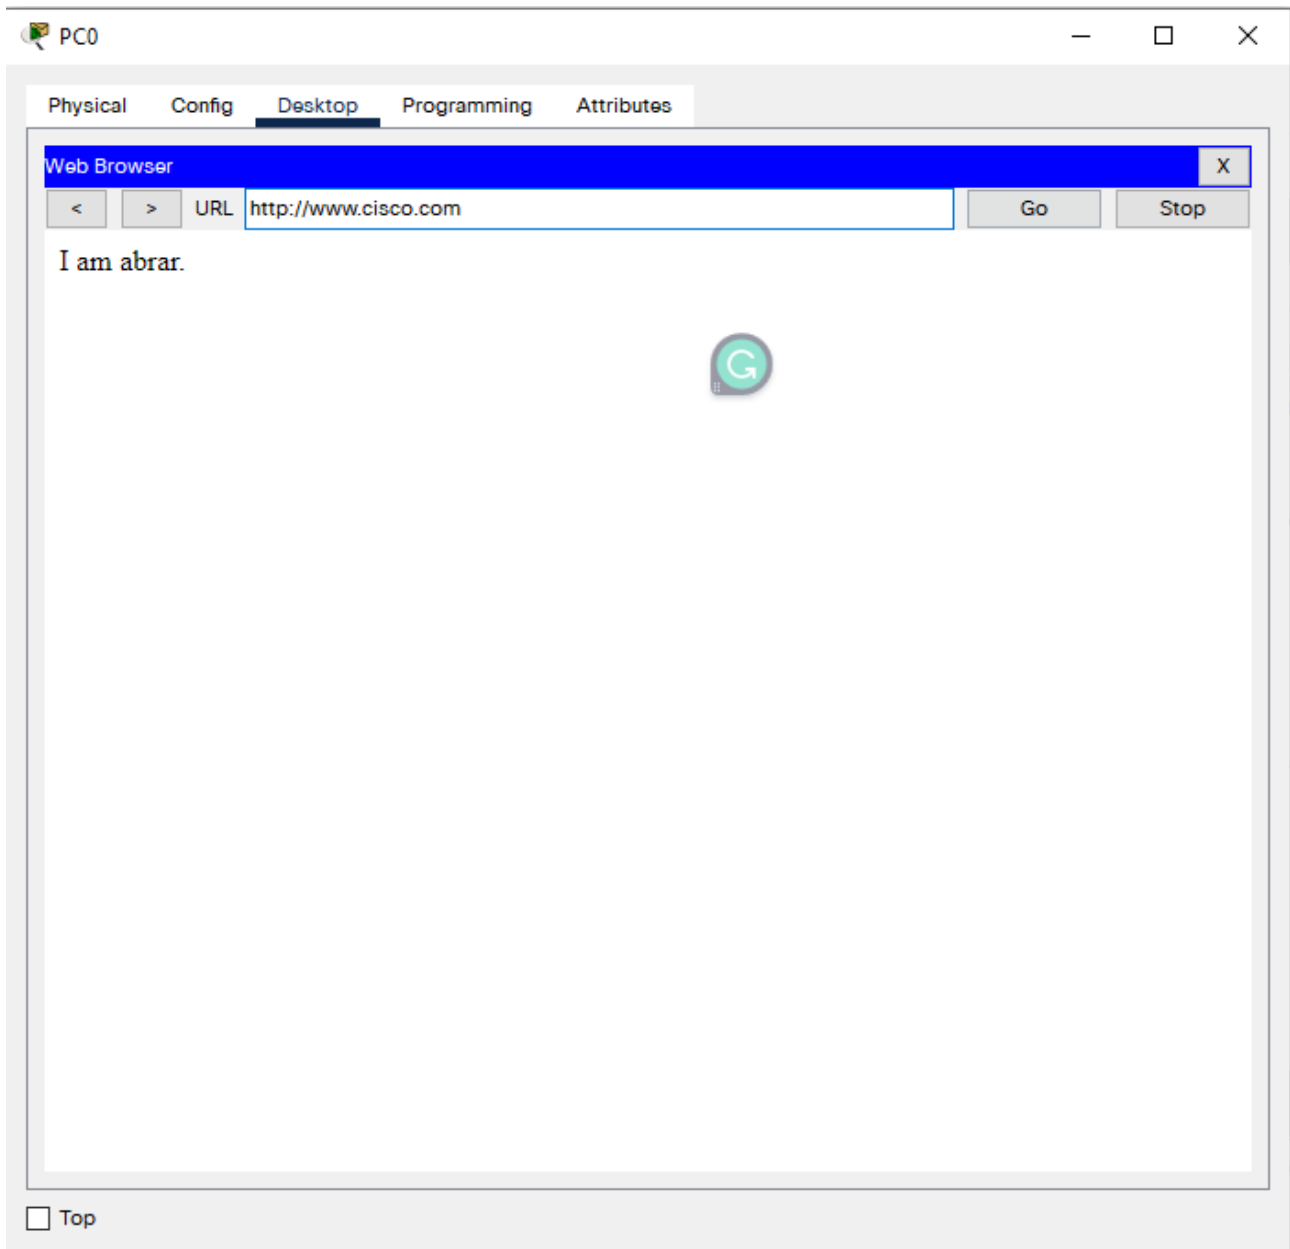 PC0
Physical Config Desktop Programming Attributes
Web Browser X
< > URL http://www.cisco.com Go Stop
I am abrar.
G
Top